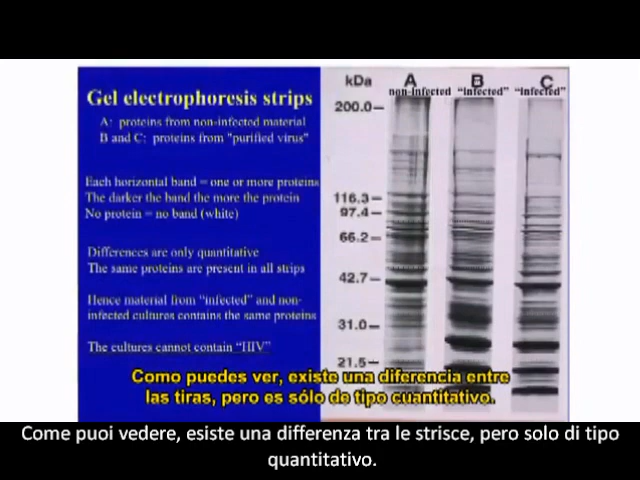 Gel electrophoresis strips
A: proteins from non-infected material
B and C: proteins from "purified virus"
Each horizontal band = one or more proteins
The darker the band the more the protein
No protein = no band (white)
Differences are only quantitative
The same proteins are present in all strips
Hence material from "infected" and non-
infected cultures contains the same proteins
The cultures cannot contain "HIV"
kDa A B C
non-infected "infected" "infected"
200.0
116.3
97.4
66.2
42.7
31.0
21.5
Como puedes ver, existe una diferencia entre
las tiras, pero es sólo de tipo cuantitativo.
Come puoi vedere, esiste una differenza tra le strisce, pero solo di tipo
quantitativo.